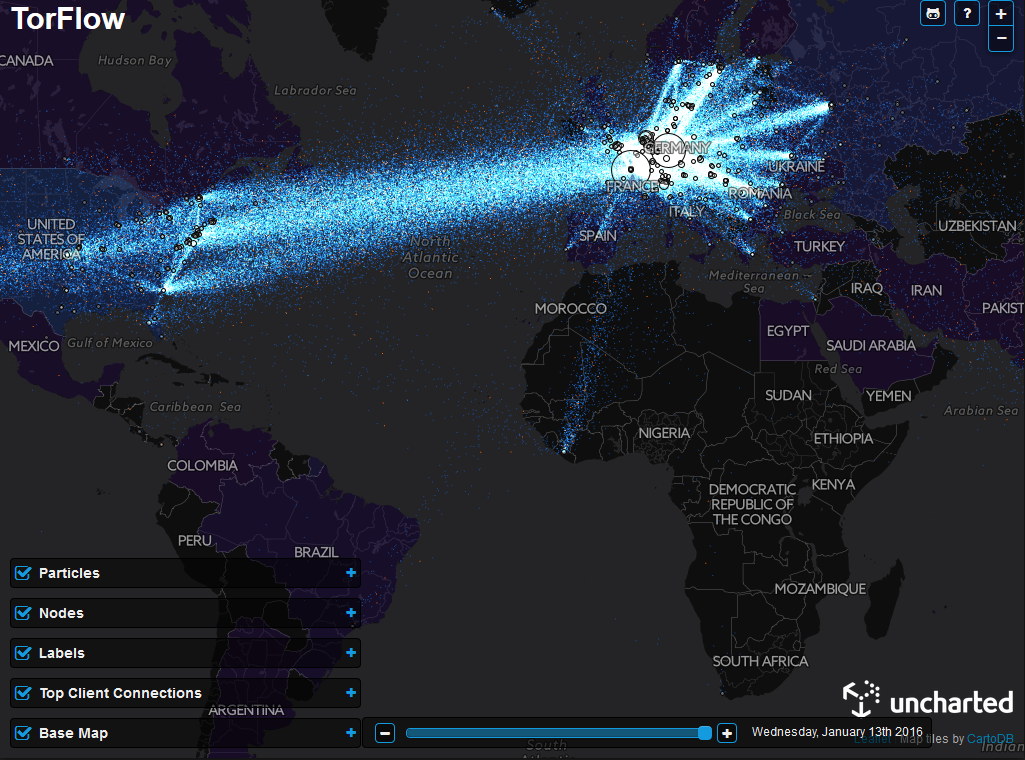 TorFlow
?
+
−
CANADA
Hudson Bay
Labrador Sea
GERMANY
FRANCE
UKRAINE
ROMANIA
ITALY
Black Sea
UNITED
STATES OF
AMERICA
SPAIN
UZBEKISTAN
North
Atlantic
Ocean
TURKEY
Mediterranean
Sea
IRAQ
IRAN
PAKIST
MOROCCO
MEXICO
Gulf of Mexico
EGYPT
SAUDI ARABIA
Red Sea
SUDAN
YEMEN
Caribbean Sea
Arabian Sea
NIGERIA
ETHIOPIA
COLOMBIA
KENYA
DEMOCRATIC
REPUBLIC OF
THE CONGO
PERU
BRAZIL
Particles +
MOZAMBIQUE
Nodes +
Labels +
SOUTH AFRICA
Top Client Connections +
uncharted
ARGENTINA
Base Map +
− + Wednesday, January 13th 2016
Leaflet Map tiles by CartoDB
South
Indian